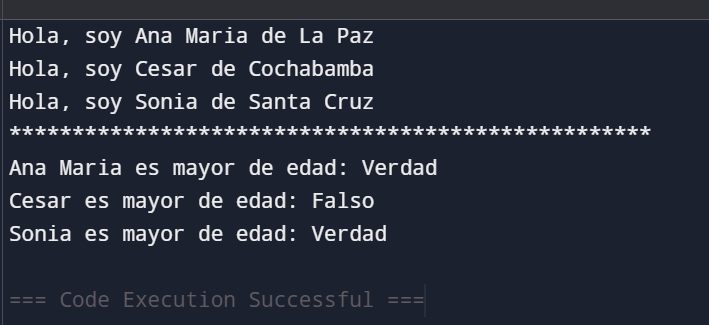 Hola, soy Ana Maria de La Paz
Hola, soy Cesar de Cochabamba
Hola, soy Sonia de Santa Cruz
***************************************************
Ana Maria es mayor de edad: Verdad
Cesar es mayor de edad: Falso
Sonia es mayor de edad: Verdad
=== Code Execution Successful ===